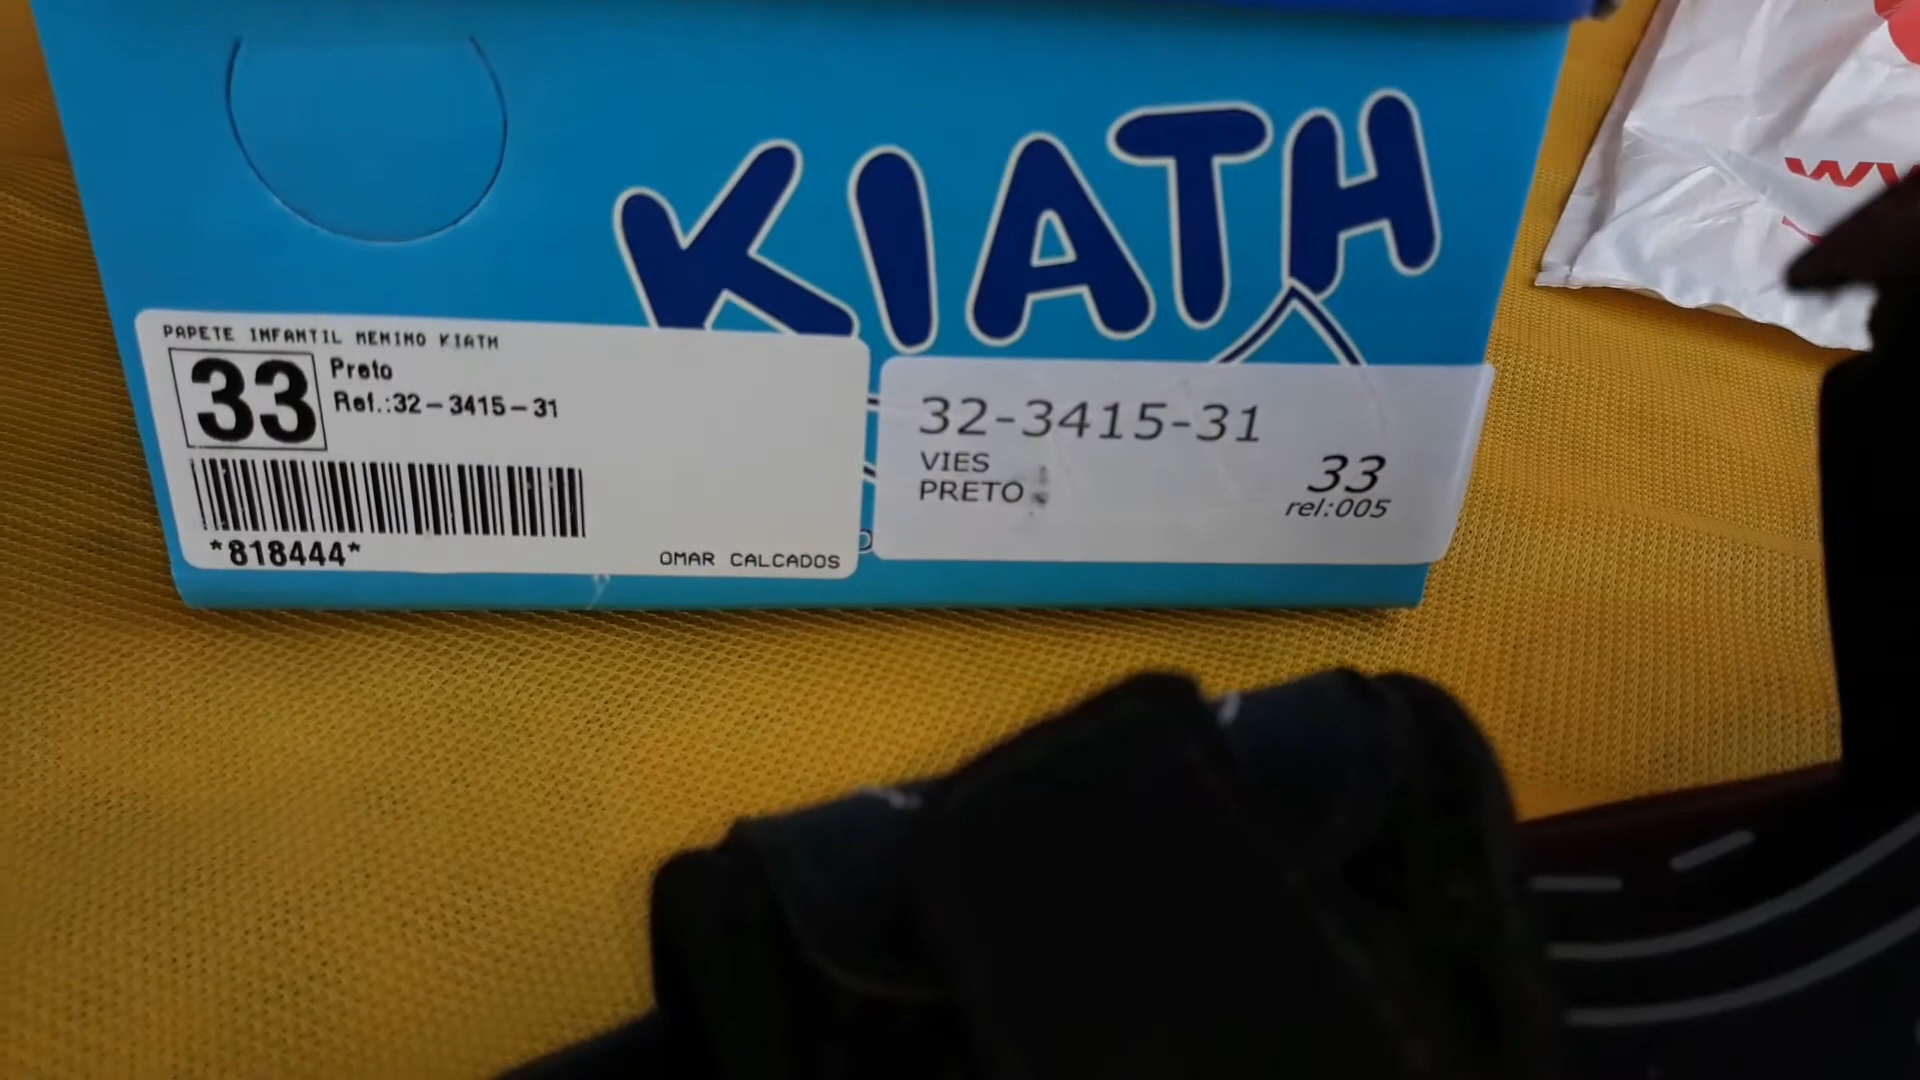 KIATH
PAPETE INFANTIL MENINO KIATH
33
Preto
Ref.:32-3415-31
*818444*
OMAR CALCADOS
32-3415-31
VIES
PRETO
33
rel:005